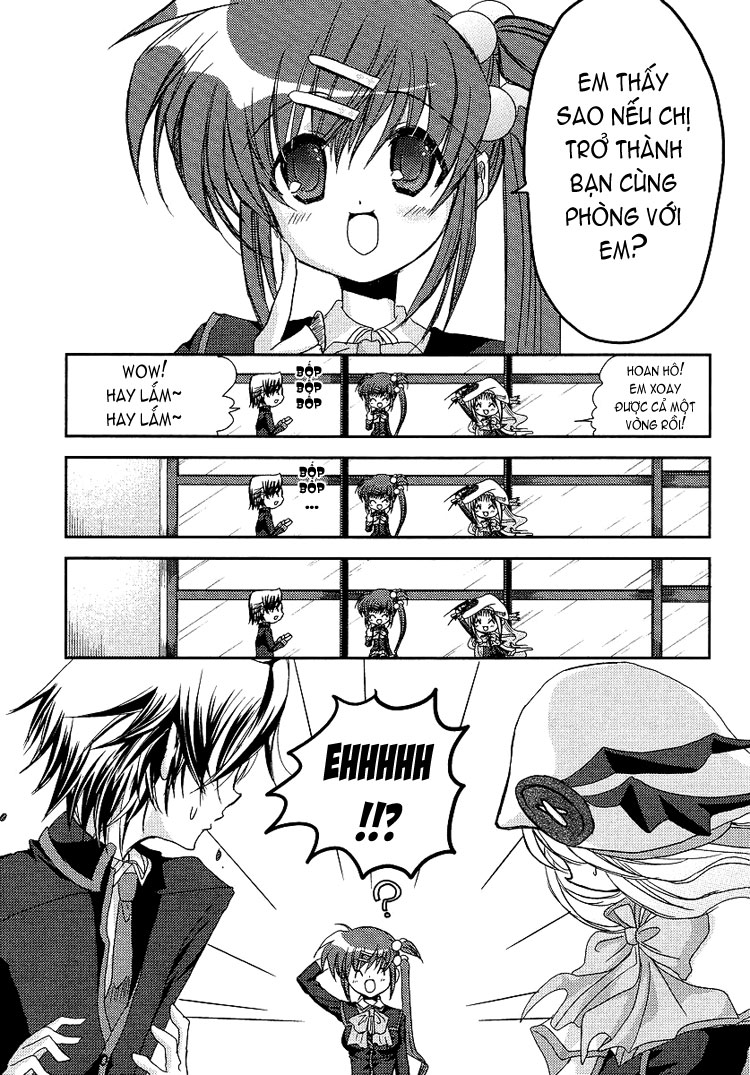 EM THẤY
SAO NẾU CHỊ
TRỞ THÀNH
BẠN CÙNG
PHÒNG VỚI
EM?
WOW!
HAY LẮM~
HAY LẮM~
BỐP
BỐP
BỐP
HOAN HÔ!
EM XOAY
ĐƯỢC CẢ MỘT
VÒNG RỒI!
BỐP
BỐP
...
EHHHHH
!!?
?